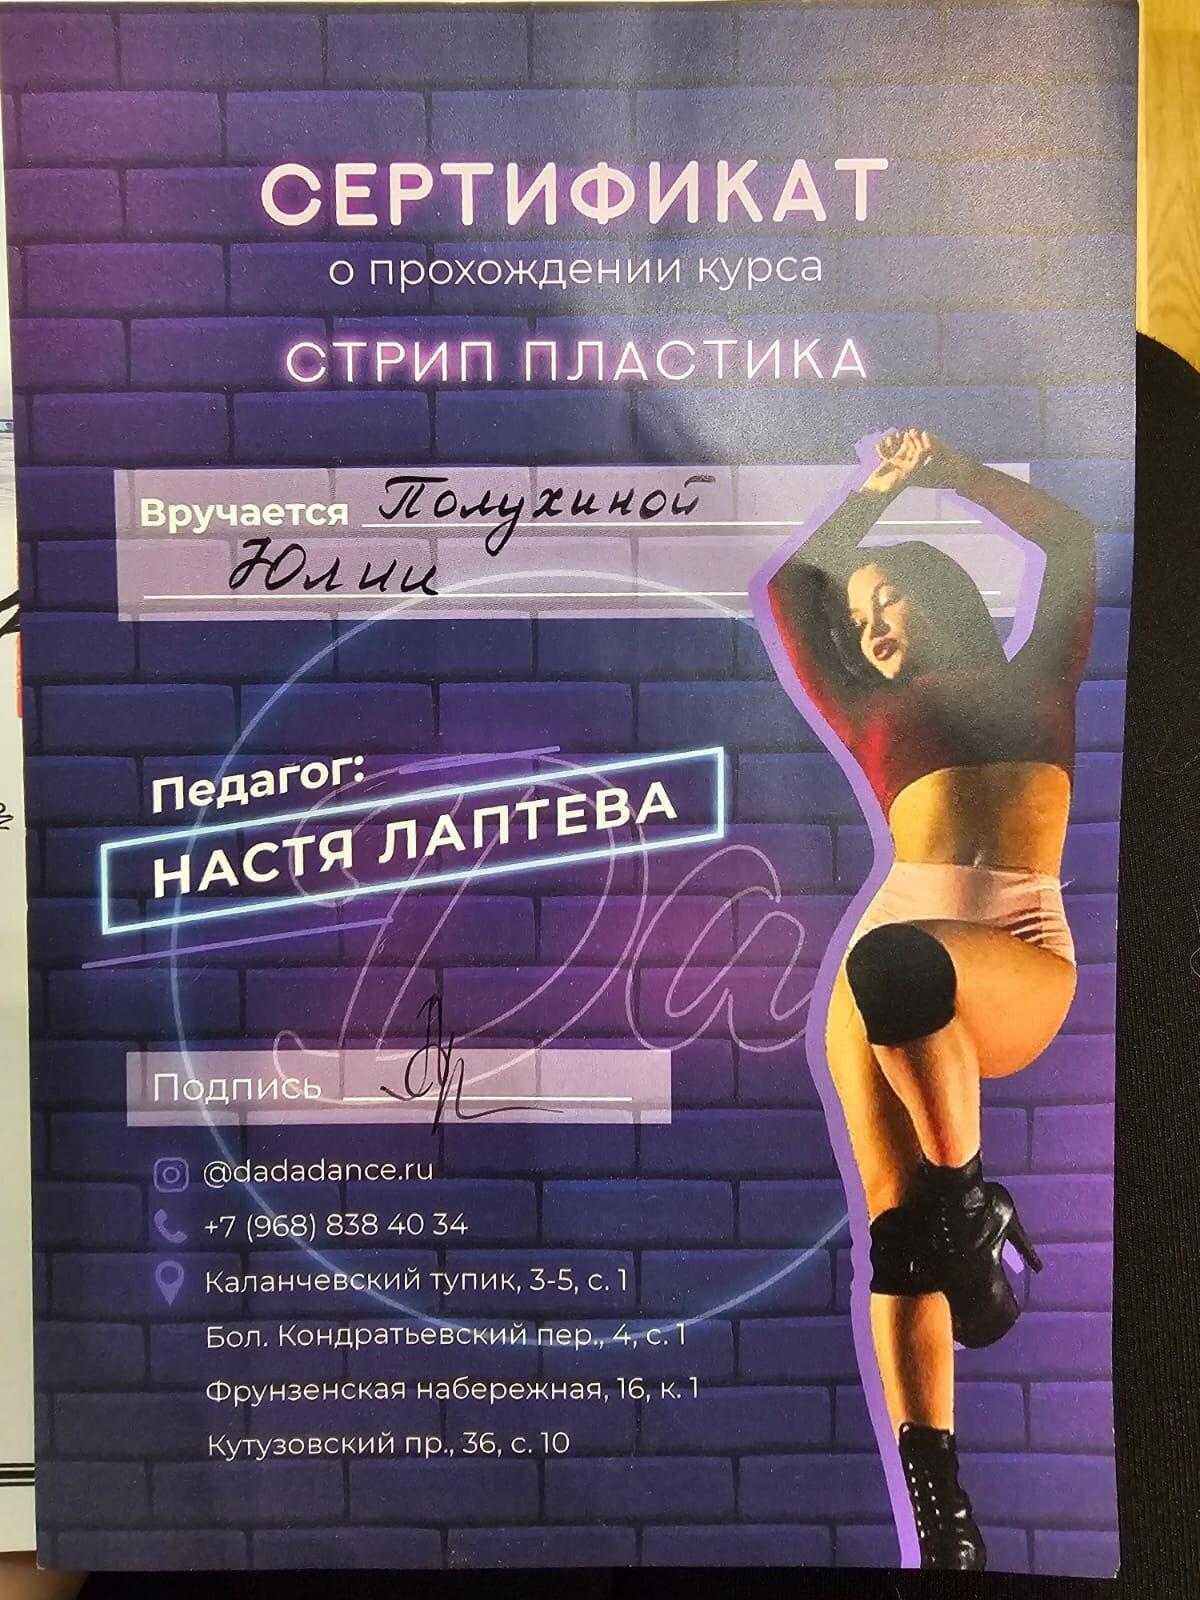 СЕРТИФИКАТ
о прохождении курса
СТРИП ПЛАСТИКА
Вручается Полухиной
Юлии
Педагог:
НАСТЯ ЛАПТЕВА
Da
Подпись
@dadadance.ru
+7 (968) 838 40 34
Каланчевский тупик, 3-5, с. 1
Бол. Кондратьевский пер., 4, с. 1
Фрунзенская набережная, 16, к. 1
Кутузовский пр., 36, с. 10